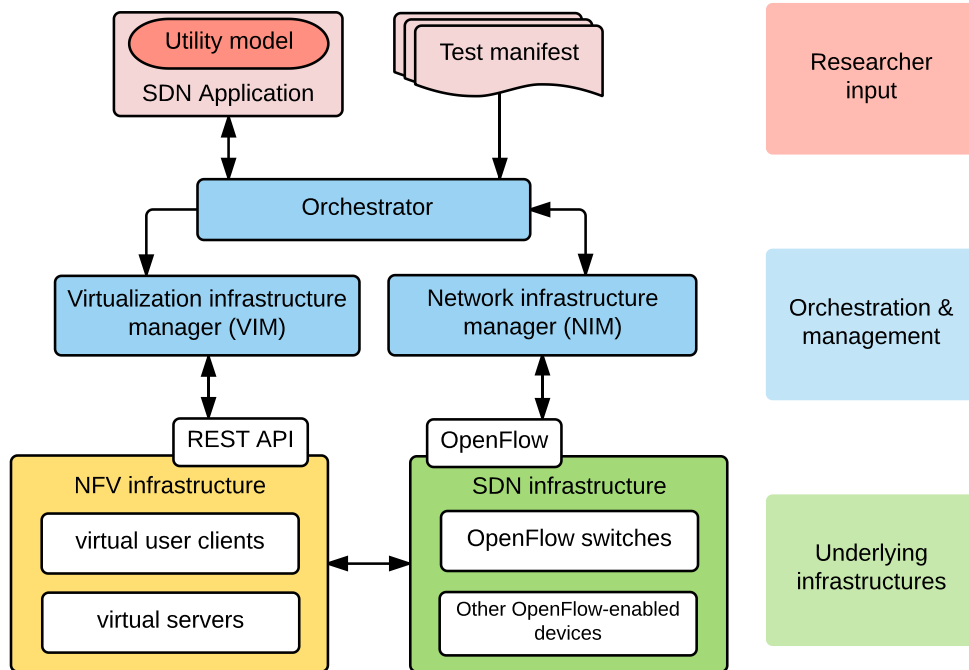 Utility model
SDN Application
Test manifest
Researcher
input
Orchestrator
Virtualization infrastructure
manager (VIM)
Network infrastructure
manager (NIM)
Orchestration &
management
REST API
OpenFlow
NFV infrastructure
virtual user clients
virtual servers
SDN infrastructure
OpenFlow switches
Other OpenFlow-enabled
devices
Underlying
infrastructures